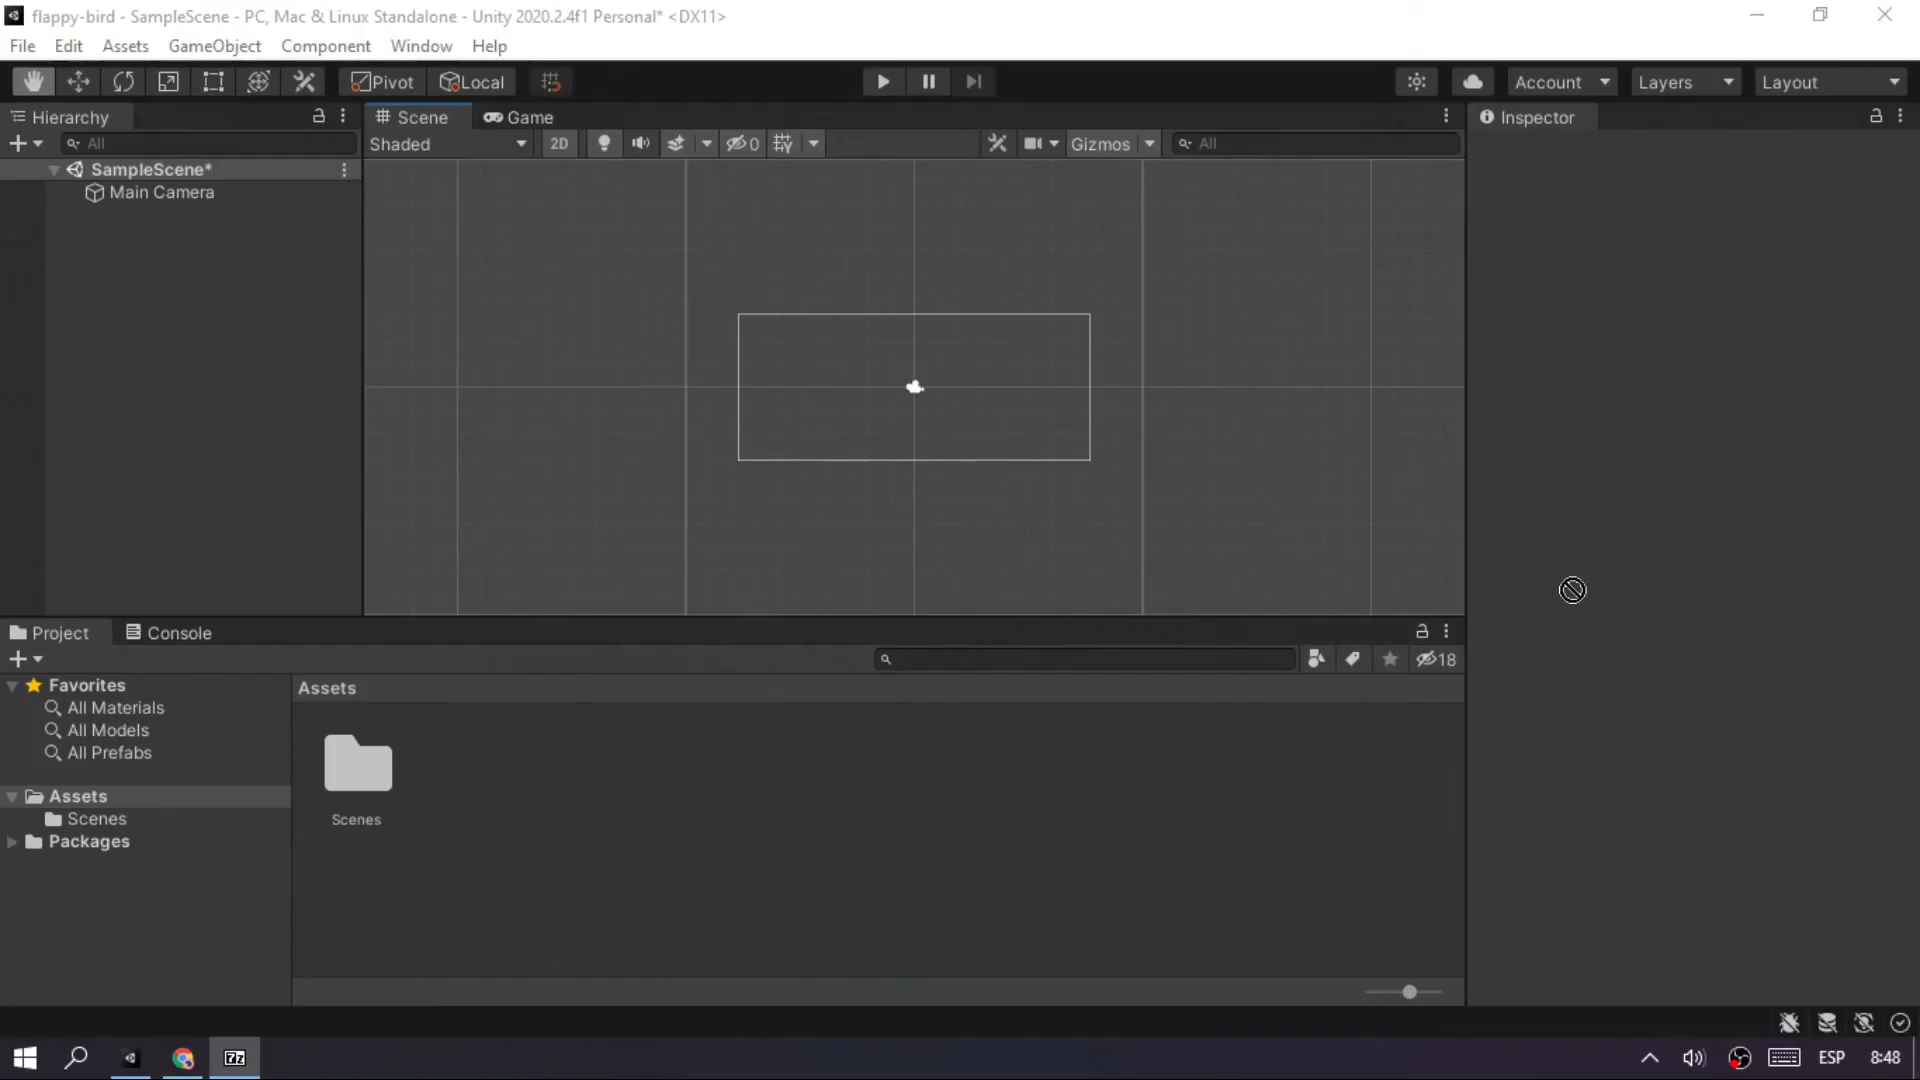 flappy-bird - SampleScene - PC, Mac & Linux Standalone - Unity 2020.2.4f1 Personal* <DX11>
File Edit Assets GameObject Component Window Help
Pivot Local Account Layers Layout
Hierarchy Scene Game Inspector
All Shaded 2D 0 Gizmos All
SampleScene*
Main Camera
Project Console
18
Favorites Assets
All Materials
All Models
All Prefabs
Assets
Scenes Scenes
Packages
7z ESP 8:48